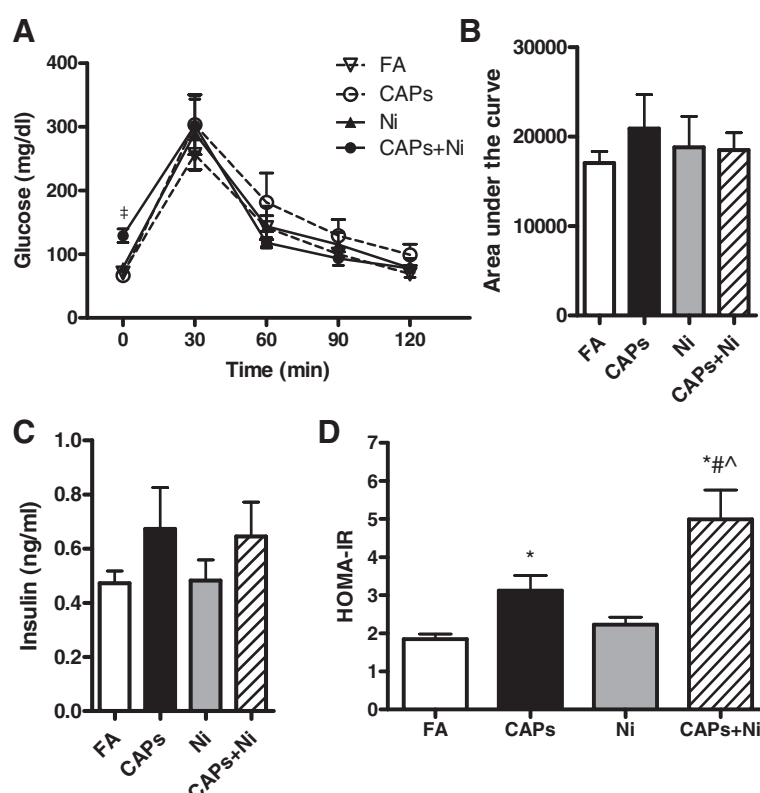 A
Glucose (mg/dl)
400
300
200
100
0
‡
FA
CAPs
Ni
CAPs+Ni
0 30 60 90 120
Time (min)
B
Area under the curve
30000
20000
10000
0
FA CAPs Ni CAPs+Ni
C
Insulin (ng/ml)
1.0
0.8
0.6
0.4
0.2
0.0
FA CAPs Ni CAPs+Ni
D
HOMA-IR
7
6
5
4
3
2
1
0
*
*#^
FA CAPs Ni CAPs+Ni